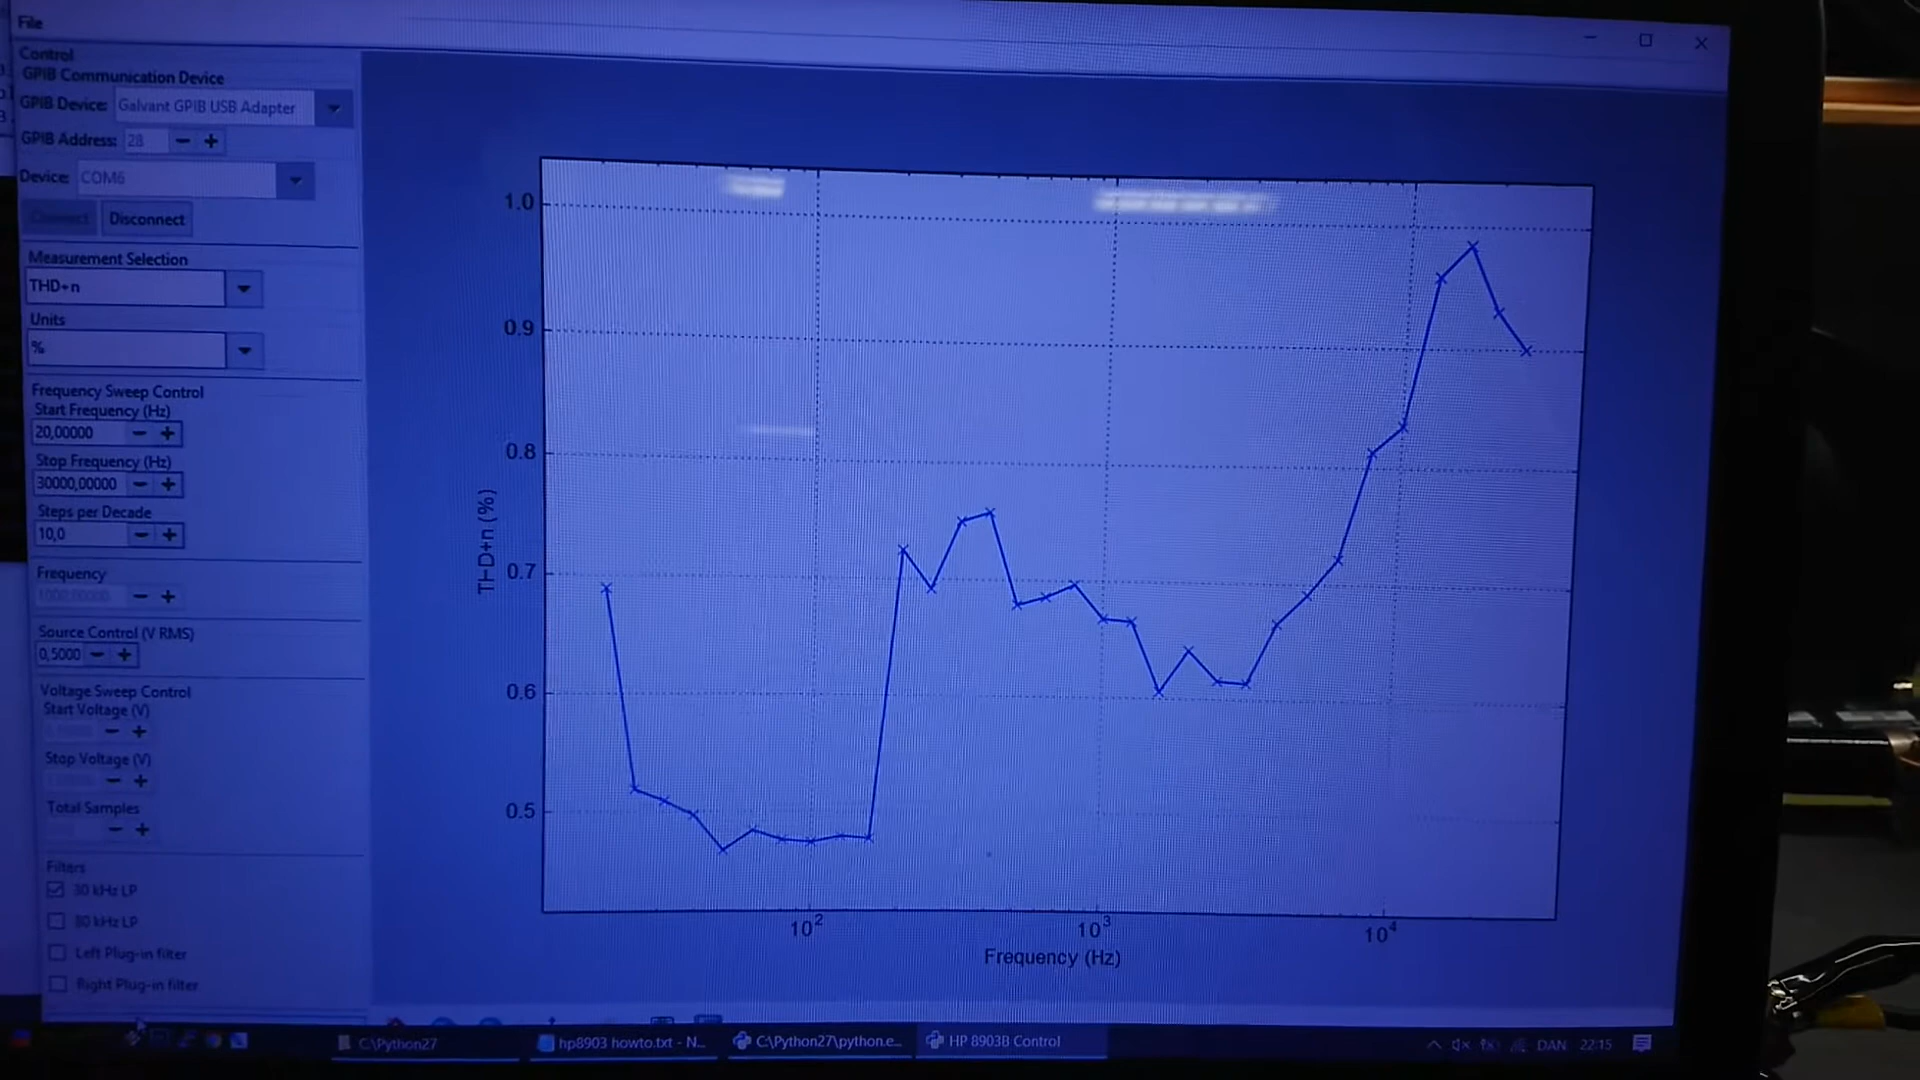 File
Control
GPIB Communication Device
GPIB Device: Galvant GPIB USB Adapter
GPIB Address: 28
Device: COM6
Connect Disconnect
Measurement Selection
THD+n
Units
%
Frequency Sweep Control
Start Frequency (Hz)
20,00000
Stop Frequency (Hz)
30000,00000
Steps per Decade
10,0
Frequency
Source Control (V RMS)
0,5000
Voltage Sweep Control
Start Voltage (V)
Stop Voltage (V)
Total Samples
Filters
30 kHz LP
80 kHz LP
Left Plug-in filter
Right Plug-in filter
1.0
0.9
0.8
0.7
0.6
0.5
THD+n (%)
10²
10³
10⁴
Frequency (Hz)
C:\Python27
hp8903 howto.txt - N...
C:\Python27\python.e...
HP 8903B Control
DAN
22:15